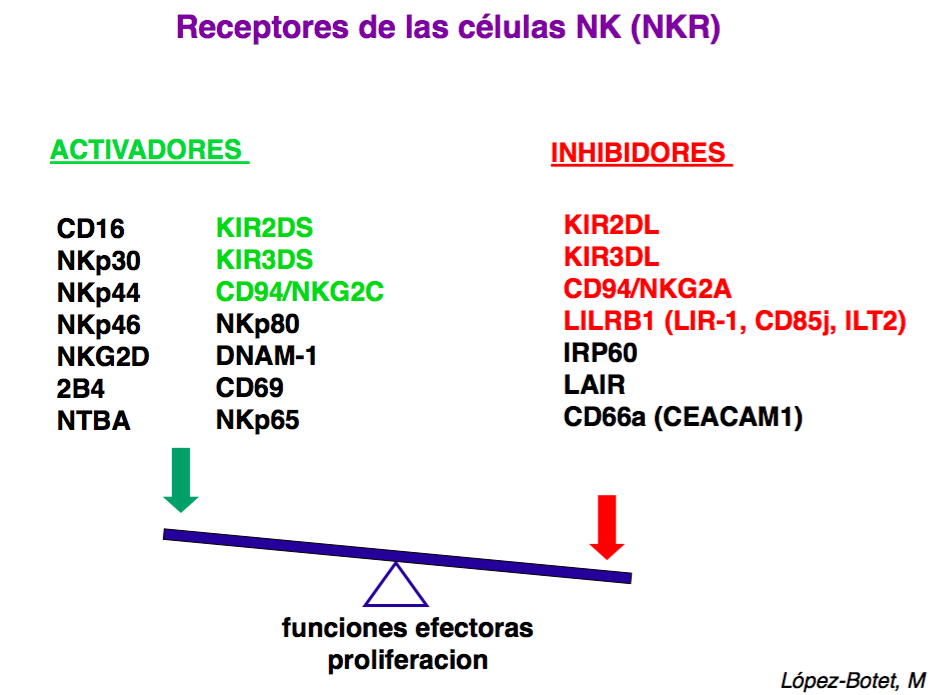 Receptores de las células NK (NKR)
ACTIVADORES
INHIBIDORES
CD16
NKp30
NKp44
NKp46
NKG2D
2B4
NTBA
KIR2DS
KIR3DS
CD94/NKG2C
NKp80
DNAM-1
CD69
NKp65
KIR2DL
KIR3DL
CD94/NKG2A
LILRB1 (LIR-1, CD85j, ILT2)
IRP60
LAIR
CD66a (CEACAM1)
funciones efectoras
proliferacion
López-Botet, M